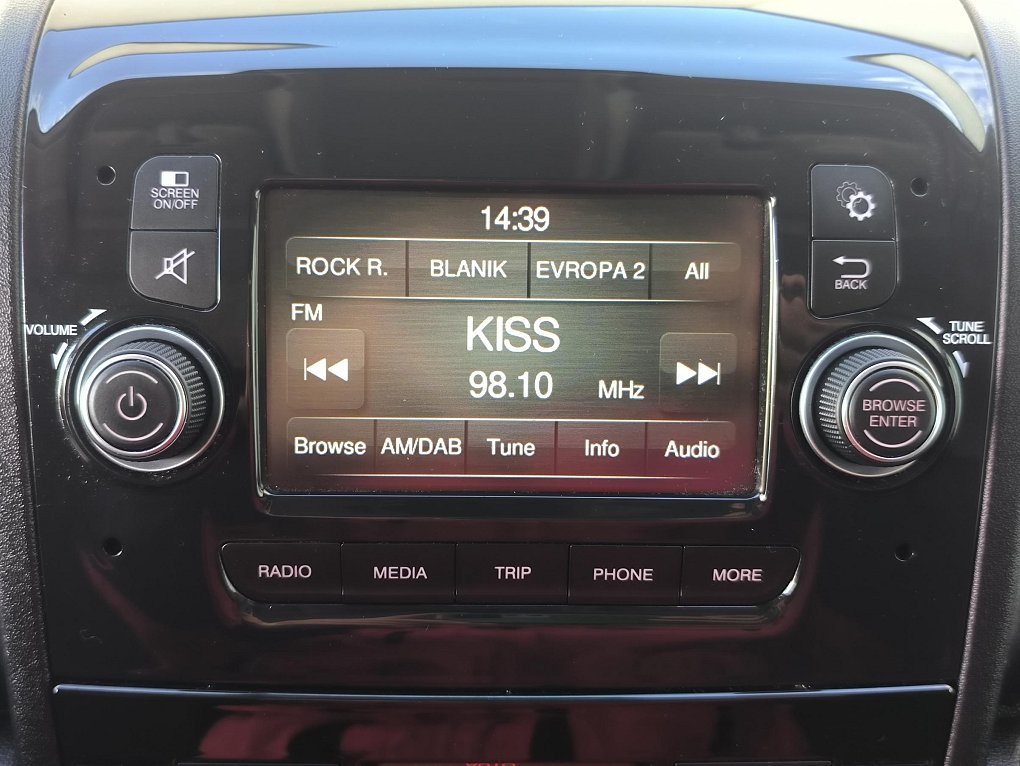 SCREEN
ON/OFF
14:39
ROCK R. BLANIK EVROPA 2 All
BACK
VOLUME
FM
KISS
98.10 MHz
TUNE
SCROLL
BROWSE
ENTER
Browse AM/DAB Tune Info Audio
RADIO MEDIA TRIP PHONE MORE